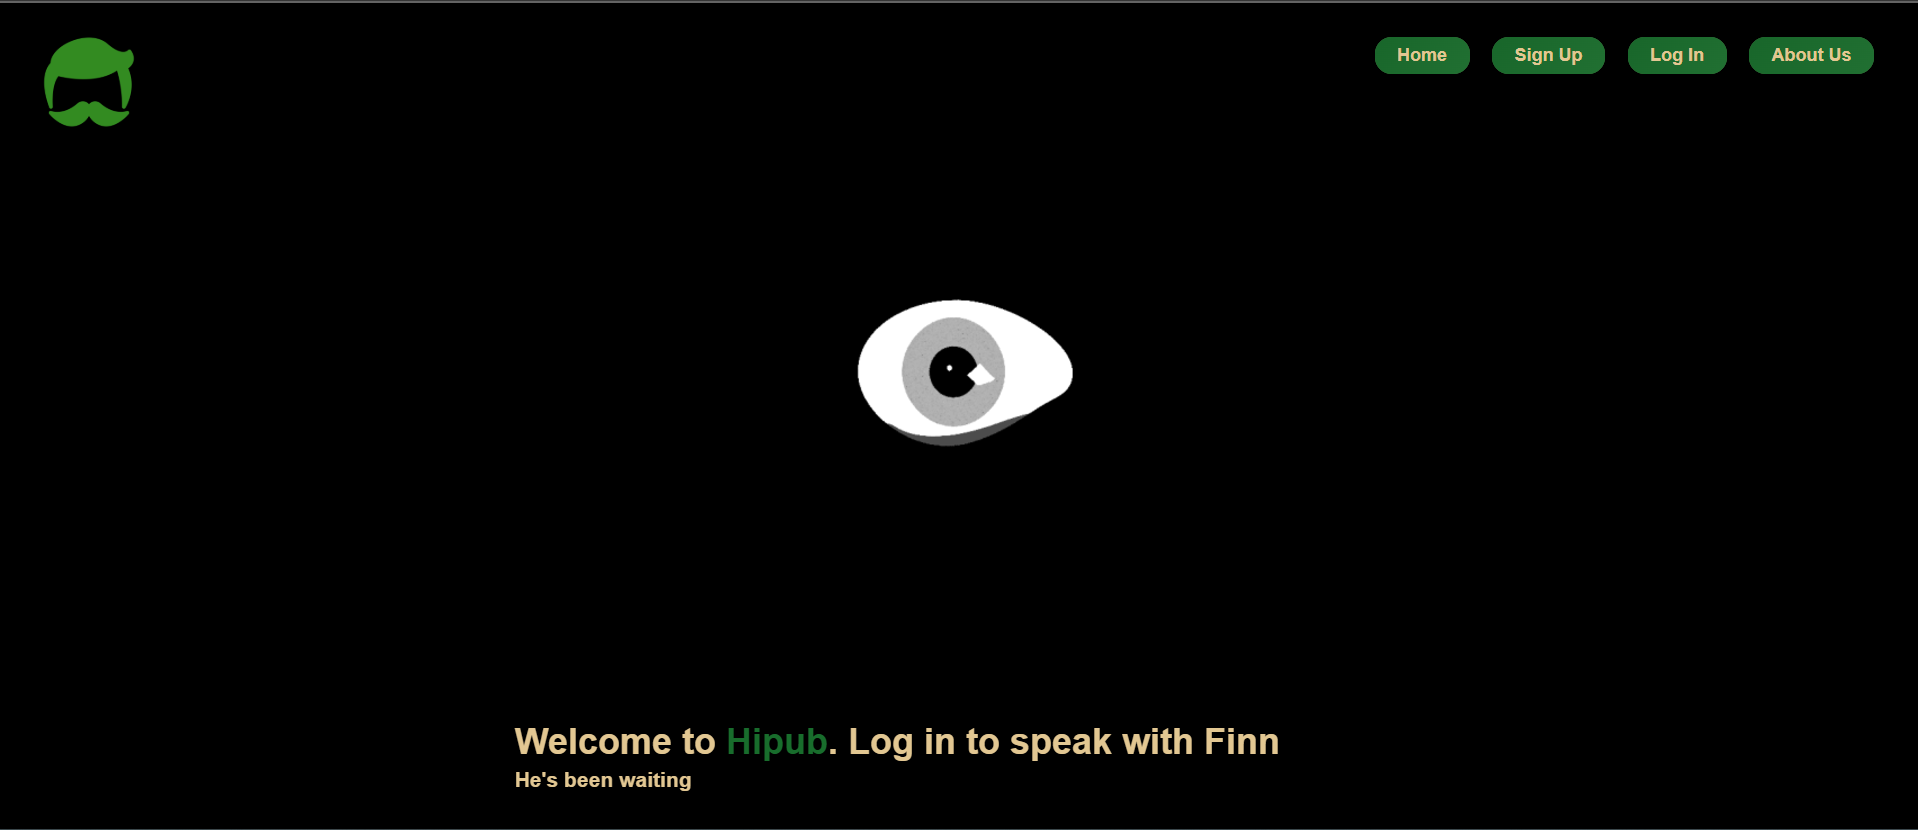 Home
Sign Up
Log In
About Us
Welcome to Hipub. Log in to speak with Finn
He's been waiting